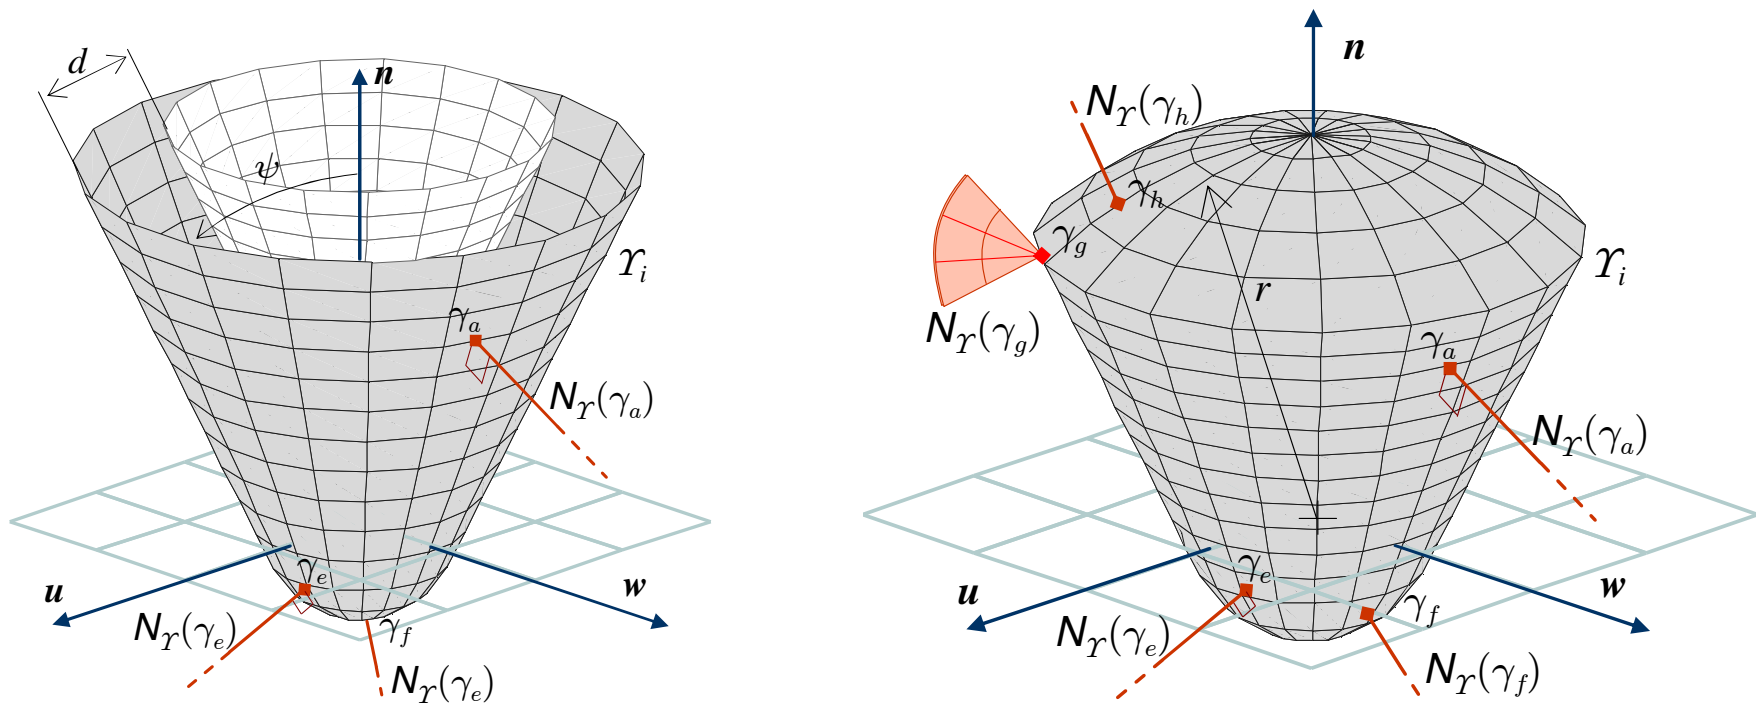 d
n
ψ
ϒi
γa
Nϒ(γa)
γe
u
w
Nϒ(γe)
γf
Nϒ(γe)
n
Nϒ(γh)
γh
γg
ϒi
r
Nϒ(γg)
γa
Nϒ(γa)
γe
u
w
γf
Nϒ(γe)
Nϒ(γf)